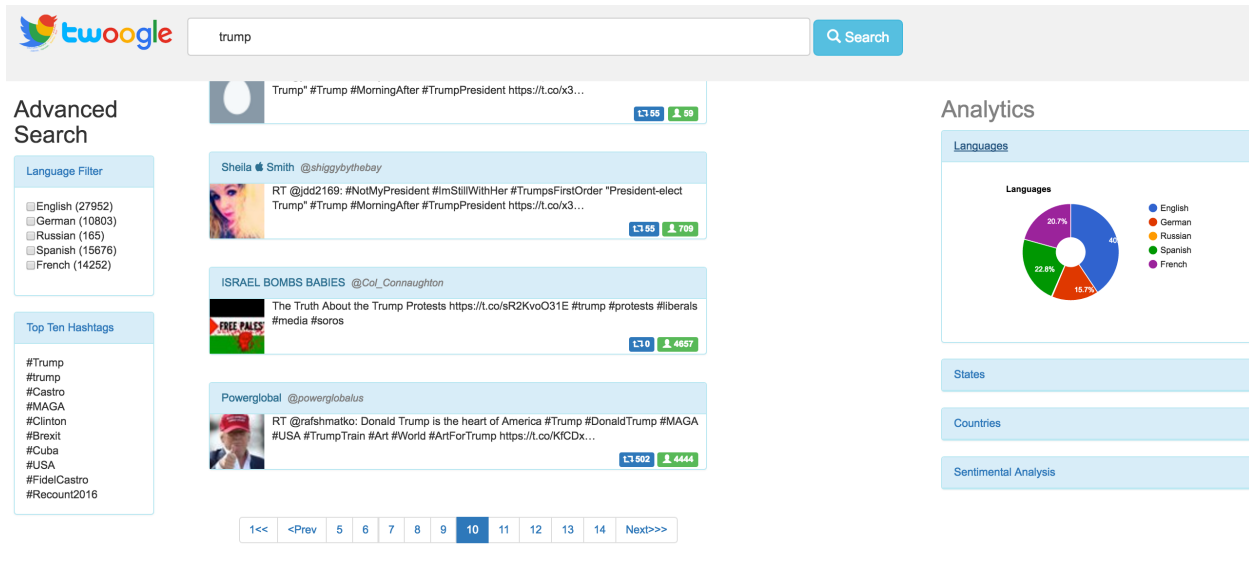 twoogle
trump
Search
Advanced
Search
Language Filter
English (27952)
German (10803)
Russian (165)
Spanish (15676)
French (14252)
Top Ten Hashtags
#Trump
#trump
#Castro
#MAGA
#Clinton
#Brexit
#Cuba
#USA
#FidelCastro
#Recount2016
Trump" #Trump #MorningAfter #TrumpPresident https://t.co/x3…
55 59
Sheila Smith @shiggybythebay
RT @jdd2169: #NotMyPresident #ImStillWithHer #TrumpsFirstOrder "President-elect
Trump" #Trump #MorningAfter #TrumpPresident https://t.co/x3…
55 709
ISRAEL BOMBS BABIES @Col_Connaughton
The Truth About the Trump Protests https://t.co/sR2KvoO31E #trump #protests #liberals
#media #soros
FREE PALES
0 4657
Powerglobal @powerglobalus
RT @rafshmatko: Donald Trump is the heart of America #Trump #DonaldTrump #MAGA
#USA #TrumpTrain #Art #World #ArtForTrump https://t.co/KfCDx…
502 4444
1<< <Prev 5 6 7 8 9 10 11 12 13 14 Next>>>
Analytics
Languages
Languages
20.7%
40
22.8%
15.7%
English
German
Russian
Spanish
French
States
Countries
Sentimental Analysis